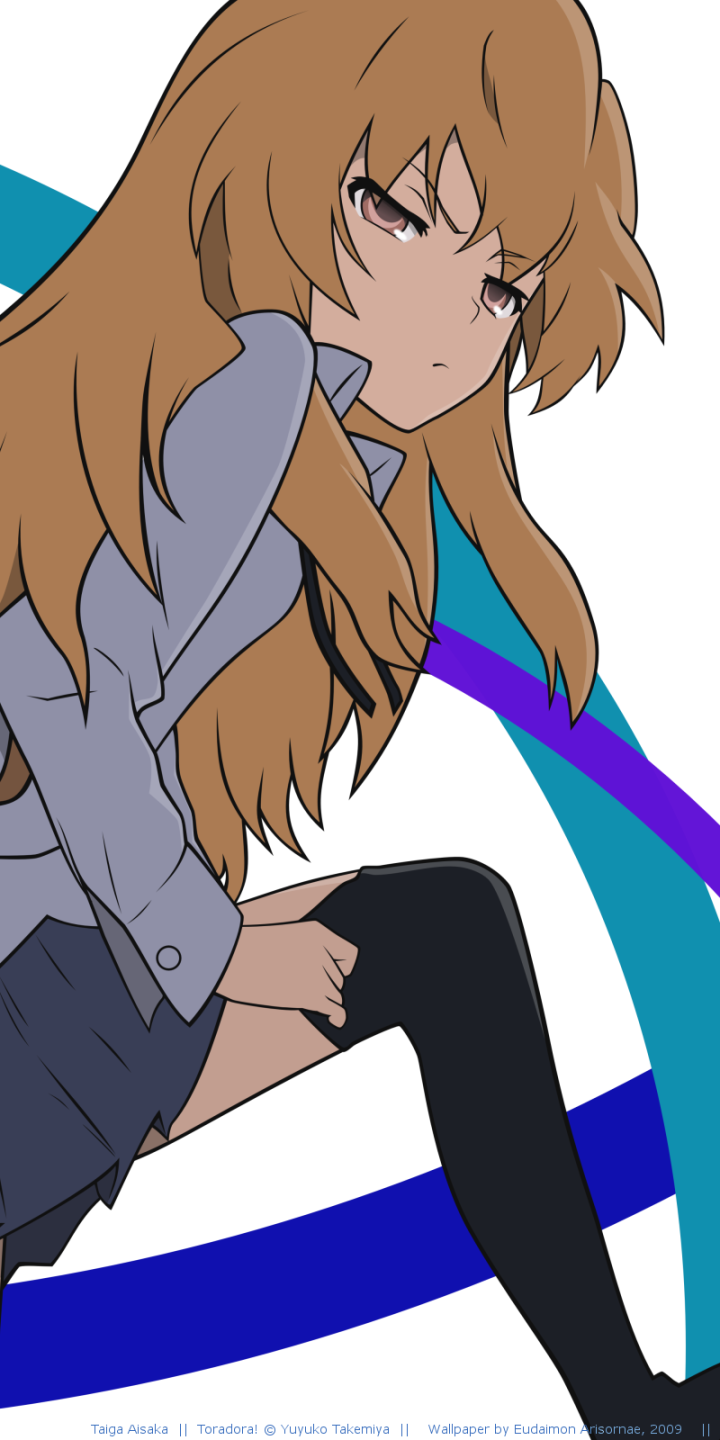 Taiga Aisaka || Toradora! © Yuyuko Takemiya || Wallpaper by Eudaimon Arisornae, 2009 ||